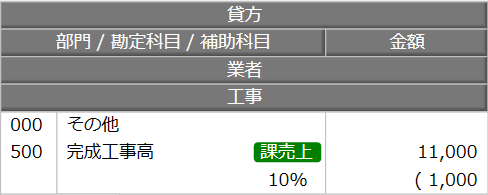 貸方
部門 / 勘定科目 / 補助科目 金額
業者
工事
000 その他
500 完成工事高 課売上 11,000
10% ( 1,000